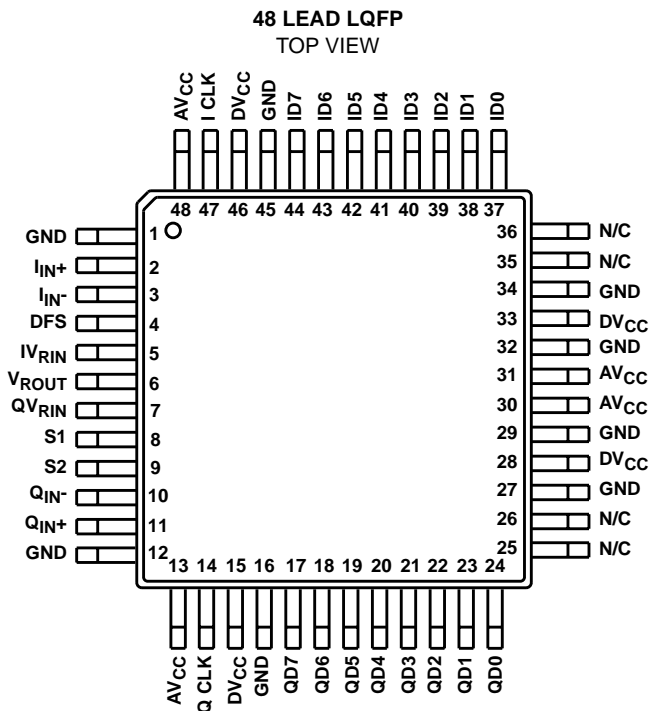 48 LEAD LQFP
TOP VIEW
AVCC
I CLK
DVCC
GND
ID7
ID6
ID5
ID4
ID3
ID2
ID1
ID0
48 47 46 45 44 43 42 41 40 39 38 37
GND 1
IIN+ 2
IIN- 3
DFS 4
IVRIN 5
VROUT 6
QVRIN 7
S1 8
S2 9
QIN- 10
QIN+ 11
GND 12
36 N/C
35 N/C
34 GND
33 DVCC
32 GND
31 AVCC
30 AVCC
29 GND
28 DVCC
27 GND
26 N/C
25 N/C
13 14 15 16 17 18 19 20 21 22 23 24
AVCC
Q CLK
DVCC
GND
QD7
QD6
QD5
QD4
QD3
QD2
QD1
QD0